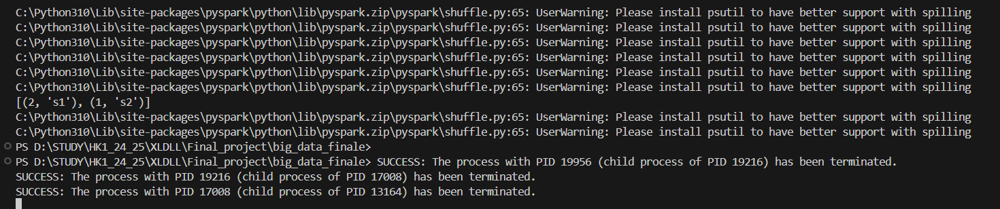 C:\Python310\Lib\site-packages\pyspark\python\lib\pyspark.zip\pyspark\shuffle.py:65: UserWarning: Please install psutil to have better support with spilling
C:\Python310\Lib\site-packages\pyspark\python\lib\pyspark.zip\pyspark\shuffle.py:65: UserWarning: Please install psutil to have better support with spilling
C:\Python310\Lib\site-packages\pyspark\python\lib\pyspark.zip\pyspark\shuffle.py:65: UserWarning: Please install psutil to have better support with spilling
C:\Python310\Lib\site-packages\pyspark\python\lib\pyspark.zip\pyspark\shuffle.py:65: UserWarning: Please install psutil to have better support with spilling
C:\Python310\Lib\site-packages\pyspark\python\lib\pyspark.zip\pyspark\shuffle.py:65: UserWarning: Please install psutil to have better support with spilling
C:\Python310\Lib\site-packages\pyspark\python\lib\pyspark.zip\pyspark\shuffle.py:65: UserWarning: Please install psutil to have better support with spilling
[(2, 's1'), (1, 's2')]
C:\Python310\Lib\site-packages\pyspark\python\lib\pyspark.zip\pyspark\shuffle.py:65: UserWarning: Please install psutil to have better support with spilling
C:\Python310\Lib\site-packages\pyspark\python\lib\pyspark.zip\pyspark\shuffle.py:65: UserWarning: Please install psutil to have better support with spilling
PS D:\STUDY\HK1_24_25\XLDLL\Final_project\big_data_finale>
PS D:\STUDY\HK1_24_25\XLDLL\Final_project\big_data_finale> SUCCESS: The process with PID 19956 (child process of PID 19216) has been terminated.
SUCCESS: The process with PID 19216 (child process of PID 17008) has been terminated.
SUCCESS: The process with PID 17008 (child process of PID 13164) has been terminated.